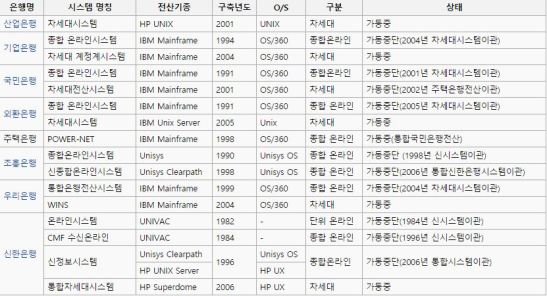 은행명 시스템 명칭 전산기종 구축년도 O/S 구분 상태
산업은행 차세대시스템 HP UNIX 2001 UNIX 차세대 가동중
기업은행 종합 온라인시스템 IBM Mainframe 1994 OS/360 종합온라인 가동중단(2004년 차세대시스템이관)
차세대 계정계시스템 IBM Mainframe 2004 OS/360 차세대 가동중
국민은행 종합 온라인시스템 IBM Mainframe 1991 OS/360 종합온라인 가동중단(2001년 차세대시스템이관)
차세대전산시스템 IBM Mainframe 2001 OS/360 차세대 가동중단(2002년 주택은행전산이관)
외환은행 종합온라인시스템 IBM Mainframe 1991 OS/360 종합 온라인 가동중단(2005년 차세대시스템이관)
차세대시스템 IBM Unix Server 2005 Unix 차세대 가동중
주택은행 POWER-NET IBM Mainframe 1998 OS/360 종합 온라인 가동중(통합국민은행전산)
조흥은행 종합온라인시스템 Unisys 1990 Unisys OS 종합 온라인 가동중단 (1998년 신시스템이관)
신종합온라인시스템 Unisys Clearpath 1998 Unisys OS 종합 온라인 가동중단(2006년 통합신한은행시스템이관)
우리은행 통합은행전산시스템 IBM Mainframe 1999 OS/360 종합 온라인 가동중단(2004년 차세대시스템이관)
WINS IBM Mainframe 2004 OS/360 차세대 가동중
신한은행 온라인시스템 UNIVAC 1982 - 단위 온라인 가동중단(1984년 신시스템이관)
CMF 수신온라인 UNIVAC 1984 - 종합 온라인 가동중단(1996년 신시스템이관)
신정보시스템 Unisys Clearpath 1996 Unisys OS 종합온라인 가동중단(2006년 통합시스템이관)
HP UNIX Server HP UX
통합차세대시스템 HP Superdome 2006 HP UX 차세대 가동중